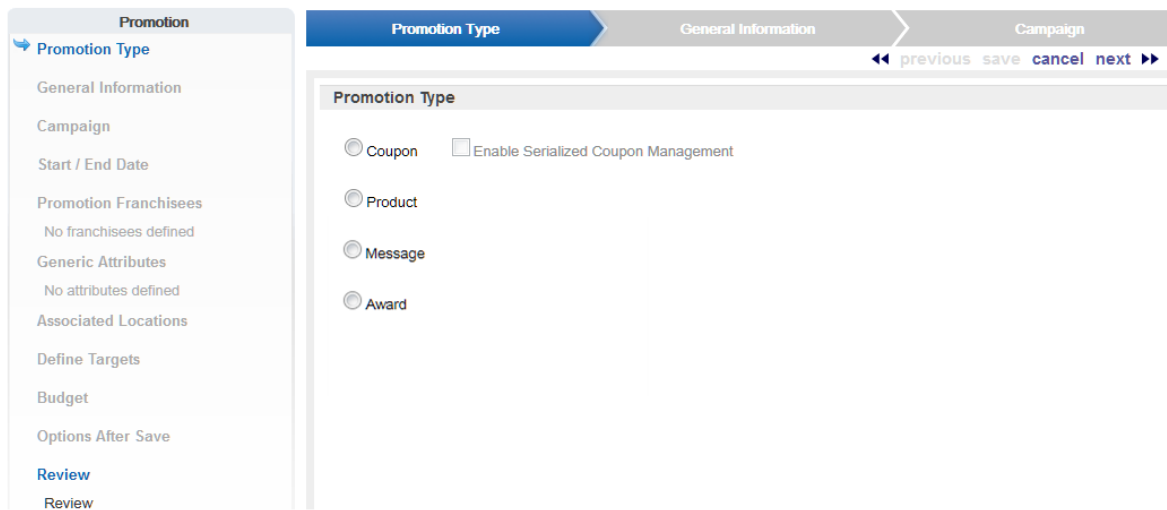 Promotion
Promotion Type
General Information
Campaign
Start / End Date
Promotion Franchisees
No franchisees defined
Generic Attributes
No attributes defined
Associated Locations
Define Targets
Budget
Options After Save
Review
Review
Promotion Type General Information Campaign
previous save cancel next
Promotion Type
Coupon Enable Serialized Coupon Management
Product
Message
Award